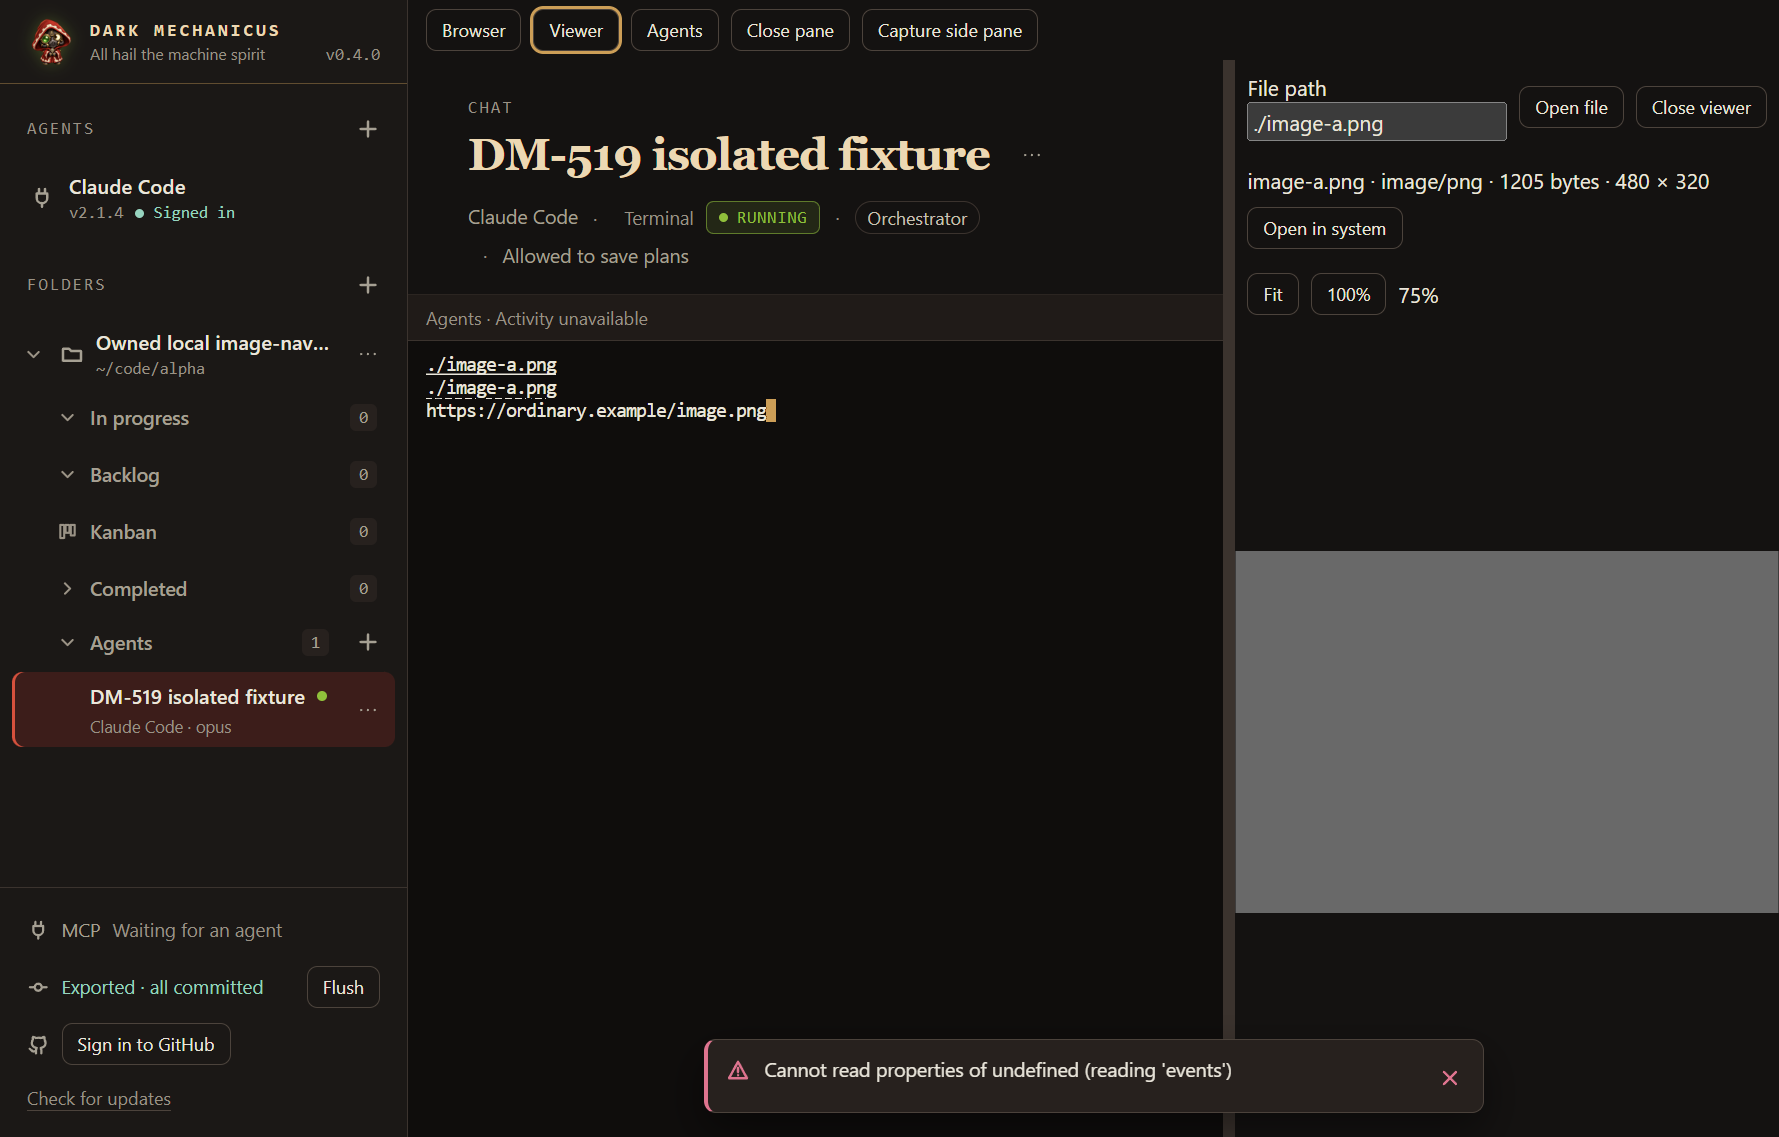 DARK MECHANICUS
All hail the machine spirit v0.4.0
AGENTS
Claude Code
v2.1.4 ● Signed in
FOLDERS
Owned local image-nav...
~/code/alpha
In progress 0
Backlog 0
Kanban 0
Completed 0
Agents 1
DM-519 isolated fixture
Claude Code · opus
MCP Waiting for an agent
Exported · all committed Flush
Sign in to GitHub
Check for updates
Browser Viewer Agents Close pane Capture side pane
CHAT
DM-519 isolated fixture ...
Claude Code · Terminal ● RUNNING · Orchestrator
· Allowed to save plans
Agents · Activity unavailable
./image-a.png
./image-a.png
https://ordinary.example/image.png
File path
./image-a.png Open file Close viewer
image-a.png · image/png · 1205 bytes · 480 × 320
Open in system
Fit 100% 75%
Cannot read properties of undefined (reading 'events')